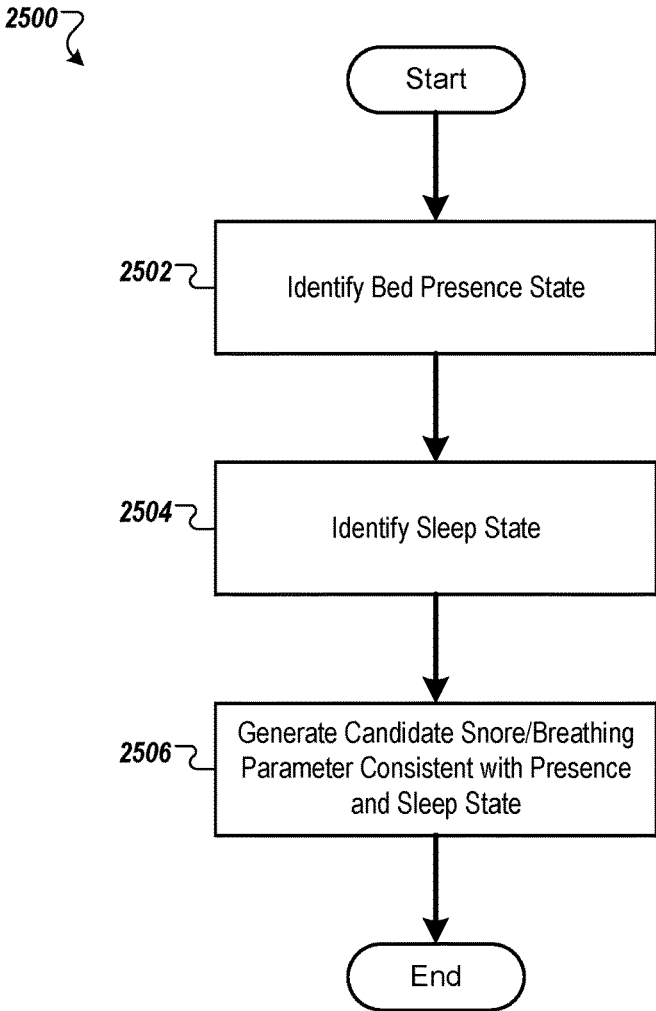 2500
Start
2502
Identify Bed Presence State
2504
Identify Sleep State
2506
Generate Candidate Snore/Breathing
Parameter Consistent with Presence
and Sleep State
End